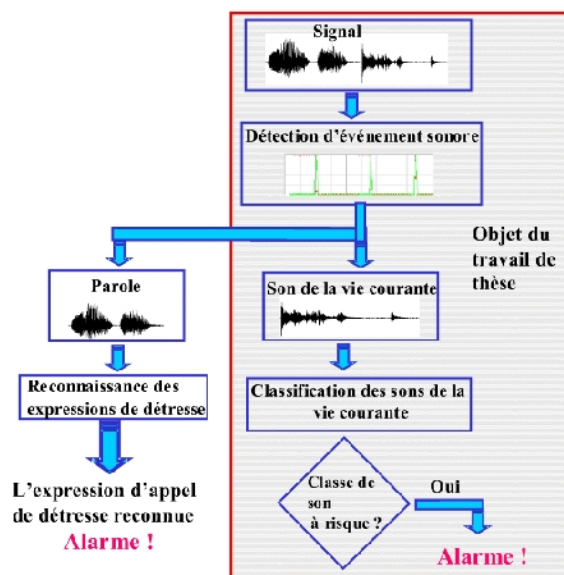 Signal
Détection d'événement sonore
Objet du
travail de
thèse
Parole
Son de la vie courante
Reconnaissance des
expressions de détresse
Classification des sons de la
vie courante
L'expression d'appel
de détresse reconnue
Alarme !
Classe de
son
à risque ?
Oui
Alarme !